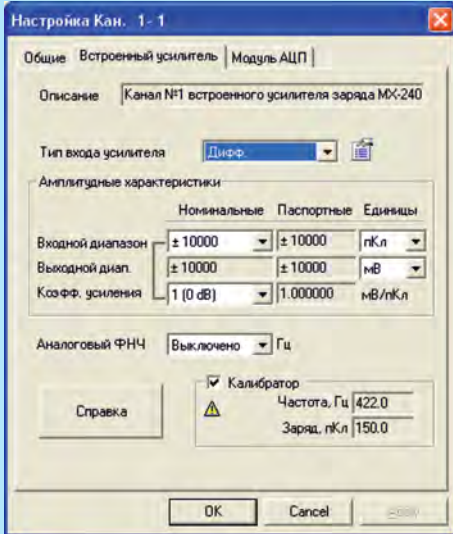 Настройка Кан. 1- 1
Общие Встроенный усилитель Модуль АЦП
Описание Канал №1 встроенного усилителя заряда MX-240
Тип входа усилителя Дифф.
Амплитудные характеристики
Номинальные Паспортные Единицы
Входной диапазон ± 10000 ± 10000 пКл
Выходной диап. ± 10000 ± 10000 мВ
Коэфф. усиления 1 (0 dB) 1.000000 мВ/пКл
Аналоговый ФНЧ Выключено Гц
Калибратор
Справка
Частота, Гц 422.0
Заряд, пКл 150.0
OK Cancel